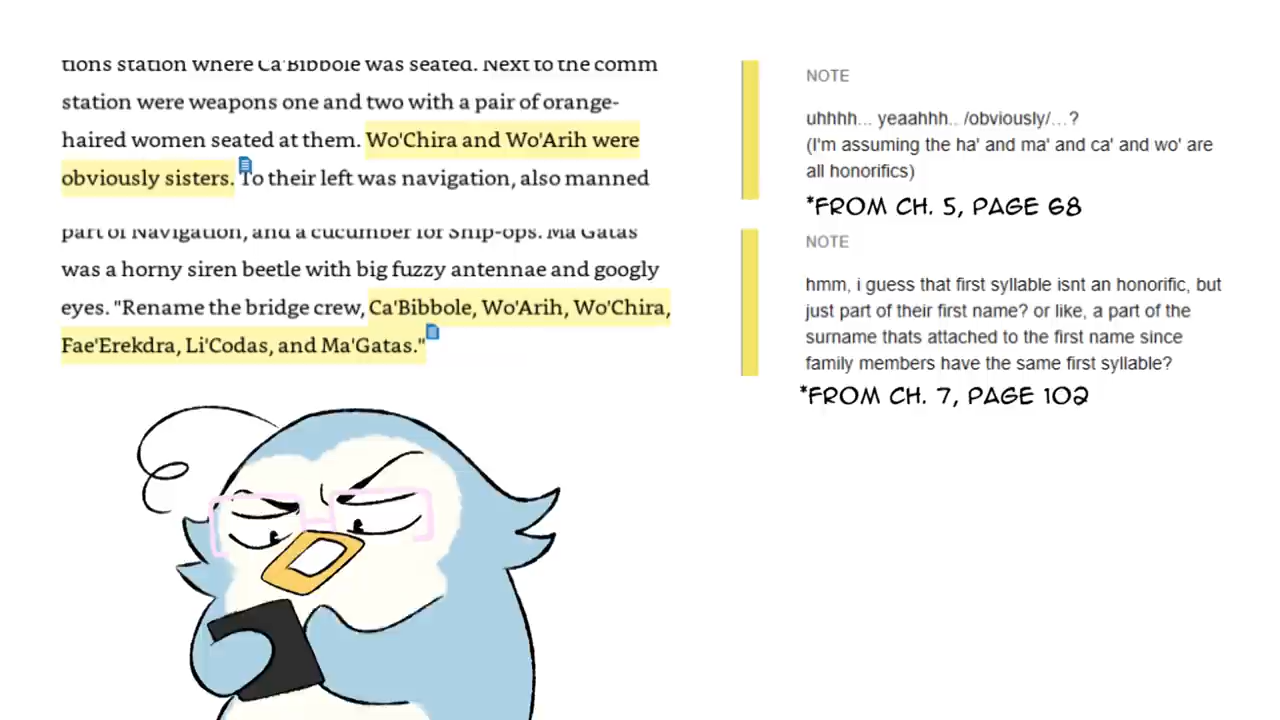 tions station where Ca'Bibbole was seated. Next to the comm
station were weapons one and two with a pair of orange-
haired women seated at them. Wo'Chira and Wo'Arih were
obviously sisters. To their left was navigation, also manned
NOTE
uhhhh... yeaahhh.. /obviously/...?
(I'm assuming the ha' and ma' and ca' and wo' are
all honorifics)
*FROM CH. 5, PAGE 68
part of Navigation, and a cucumber for Ship-ops. Ma'Gatas
was a horny siren beetle with big fuzzy antennae and googly
eyes. "Rename the bridge crew, Ca'Bibbole, Wo'Arih, Wo'Chira,
Fae'Erekdra, Li'Codas, and Ma'Gatas."
NOTE
hmm, i guess that first syllable isnt an honorific, but
just part of their first name? or like, a part of the
surname thats attached to the first name since
family members have the same first syllable?
*FROM CH. 7, PAGE 102